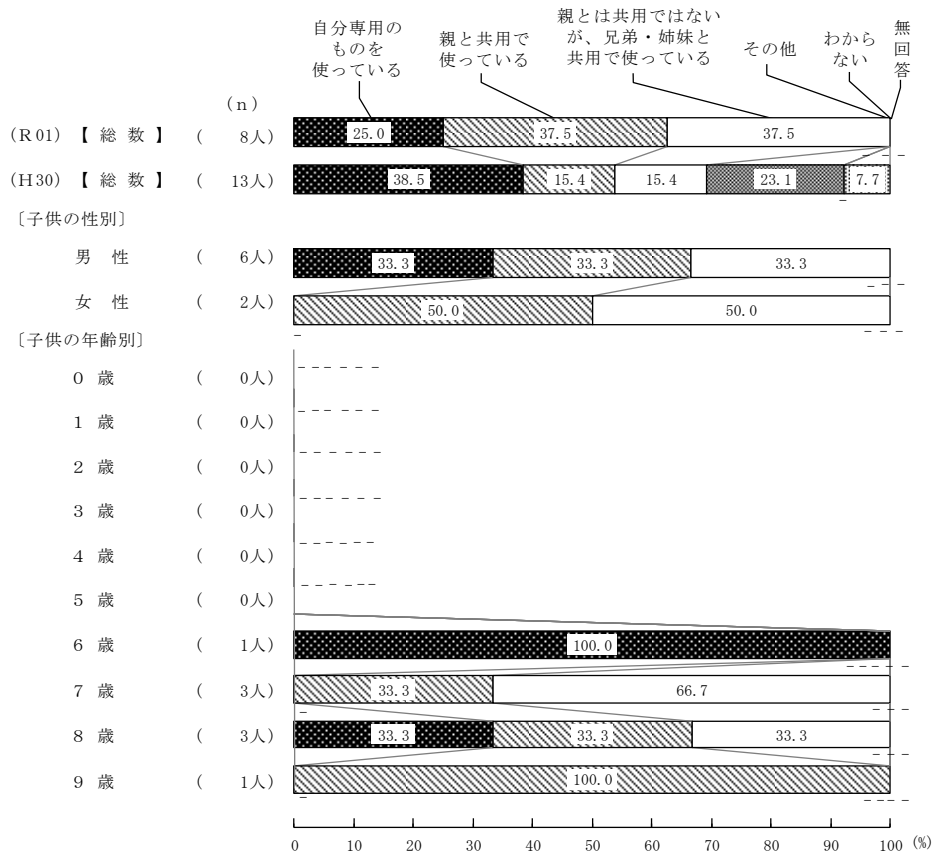 自分専用の
ものを
使っている
親と共用で
使っている
親とは共用ではない
が、兄弟・姉妹と
共用で使っている
その他
わから
ない
無
回
答
(n)
(R01)【 総 数 】 ( 8人) 25.0 37.5 37.5 - - -
(H30)【 総 数 】 ( 13人) 38.5 15.4 15.4 23.1 7.7 -
〔子供の性別〕
男 性 ( 6人) 33.3 33.3 33.3 - - -
女 性 ( 2人) 50.0 50.0
- - - -
〔子供の年齢別〕
0 歳 ( 0人) - - - - - -
1 歳 ( 0人) - - - - - -
2 歳 ( 0人) - - - - - -
3 歳 ( 0人) - - - - - -
4 歳 ( 0人) - - - - - -
5 歳 ( 0人) - - - - - -
6 歳 ( 1人) 100.0 - - - - -
7 歳 ( 3人) 33.3 66.7
- - - -
8 歳 ( 3人) 33.3 33.3 33.3 - - -
9 歳 ( 1人) 100.0
- - - - -
0 10 20 30 40 50 60 70 80 90 100 (%)